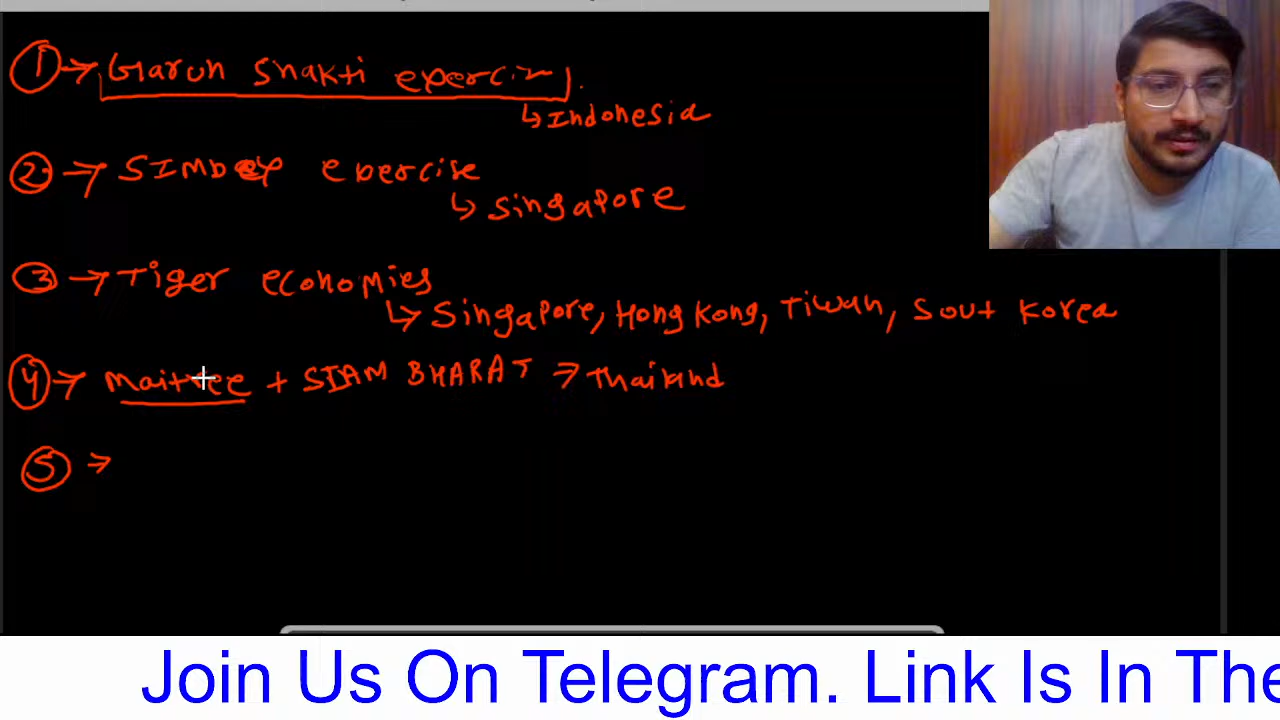 ① → Garun Shakti exercise
↳ Indonesia
② → SIMBEX exercise
↳ Singapore
③ → Tiger economies
↳ Singapore, Hong Kong, Tiwan, Sout Korea
④ → Maitree + SIAM BHARAT → Thailand
⑤ →
Join Us On Telegram. Link Is In The